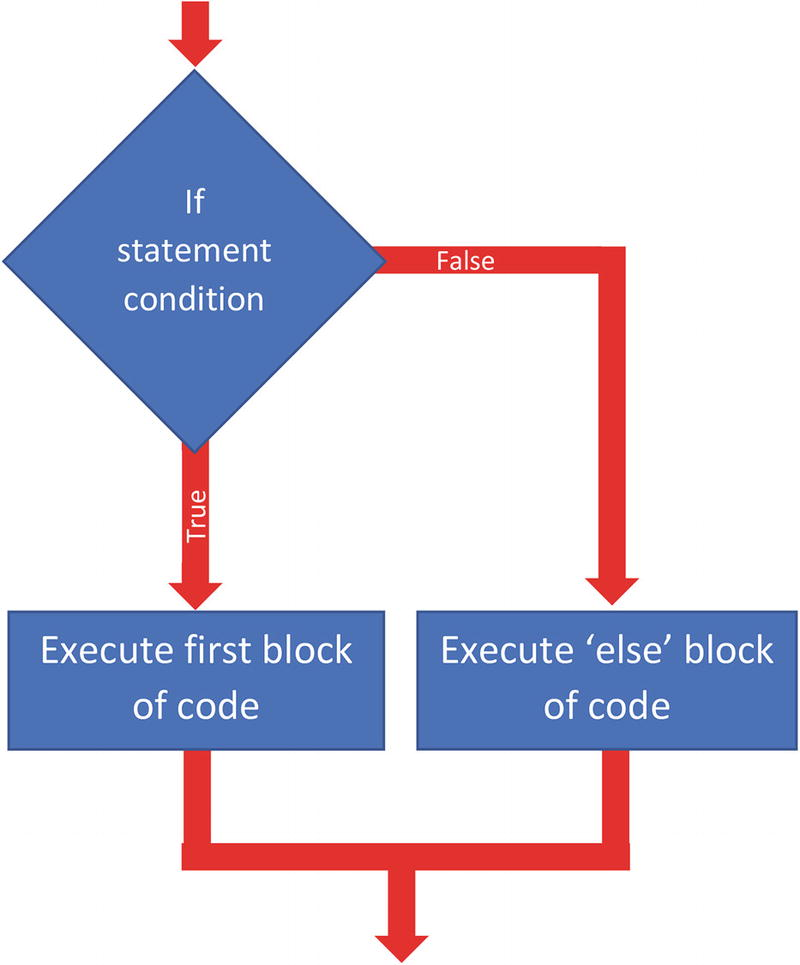 If
statement
condition
False
True
Execute first block
of code
Execute ‘else’ block
of code